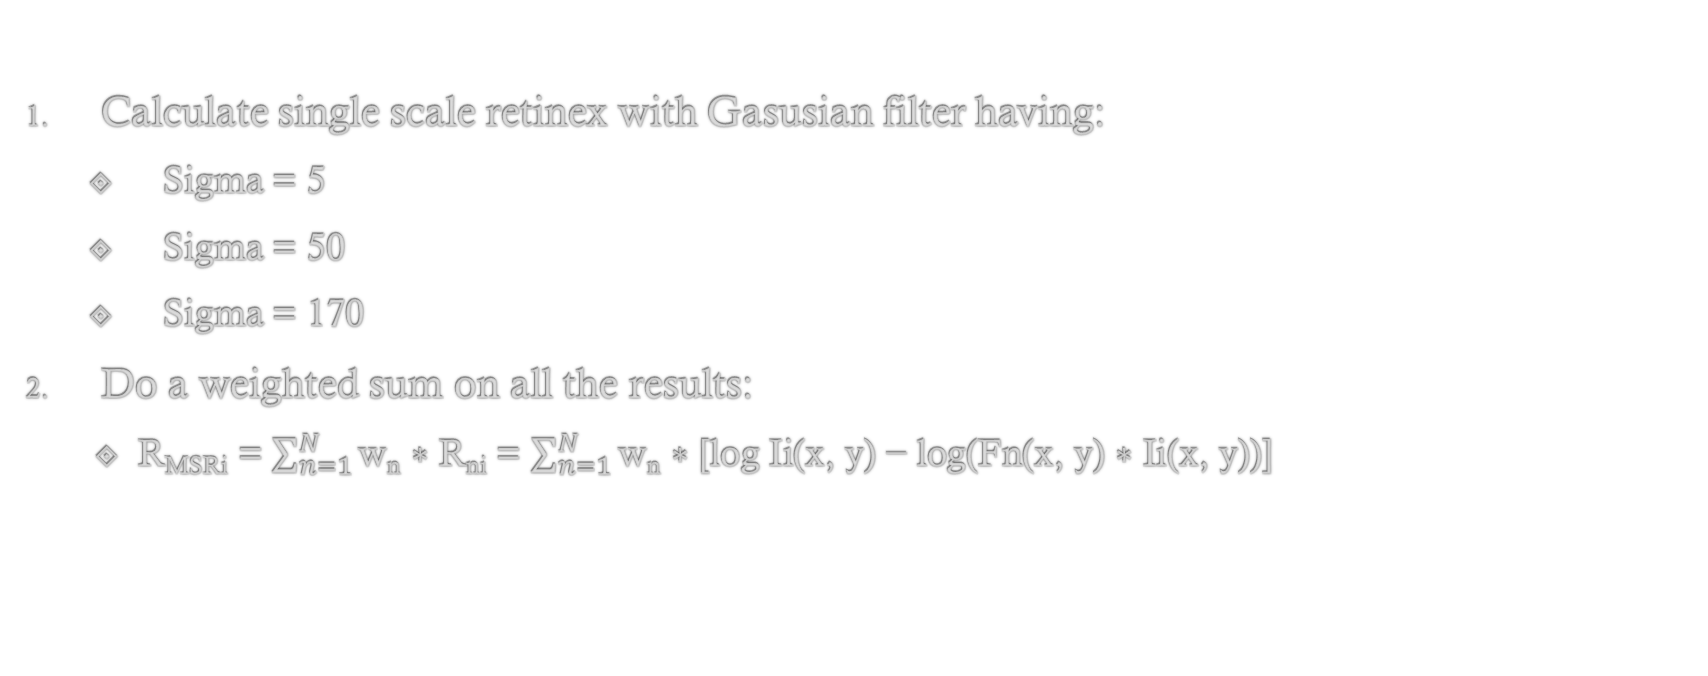 1. Calculate single scale retinex with Gasusian filter having:
Sigma = 5
Sigma = 50
Sigma = 170
2. Do a weighted sum on all the results:
R_MSRi = ∑_{n=1}^{N} w_n * R_ni = ∑_{n=1}^{N} w_n * [log Ii(x, y) − log(Fn(x, y) * Ii(x, y))]